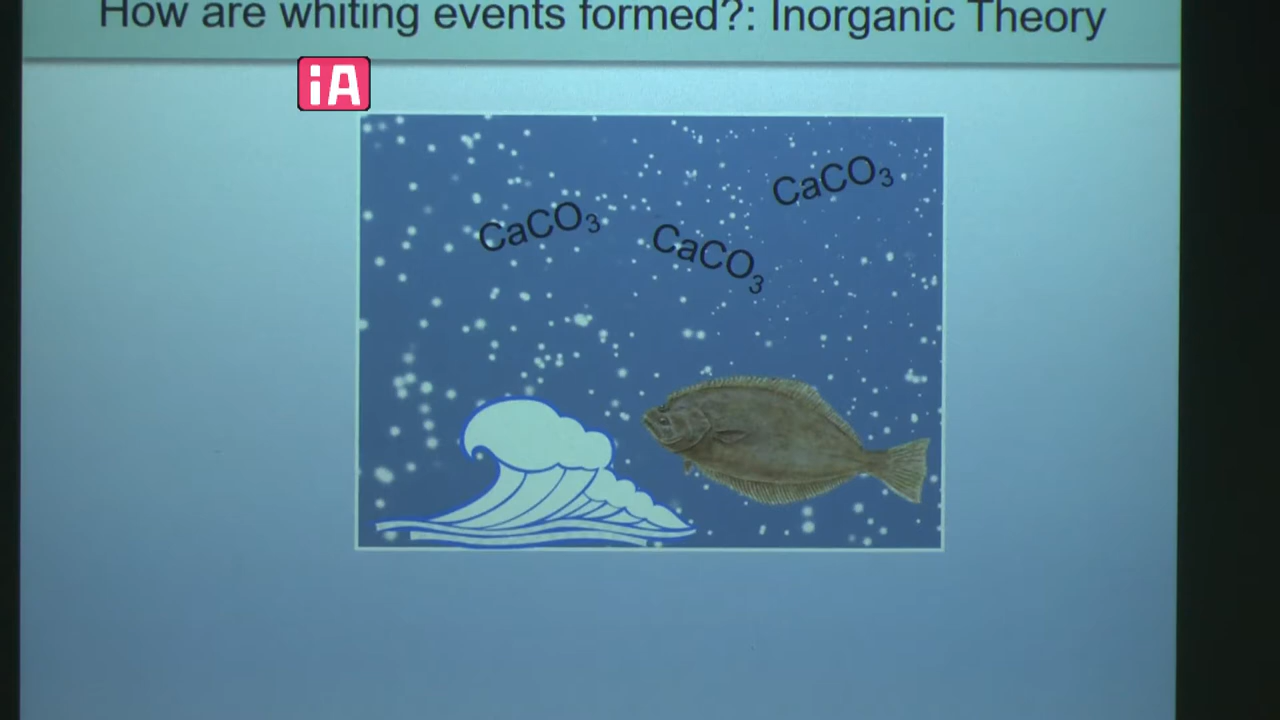 How are whiting events formed?: Inorganic Theory
iA
CaCO₃
CaCO₃
CaCO₃